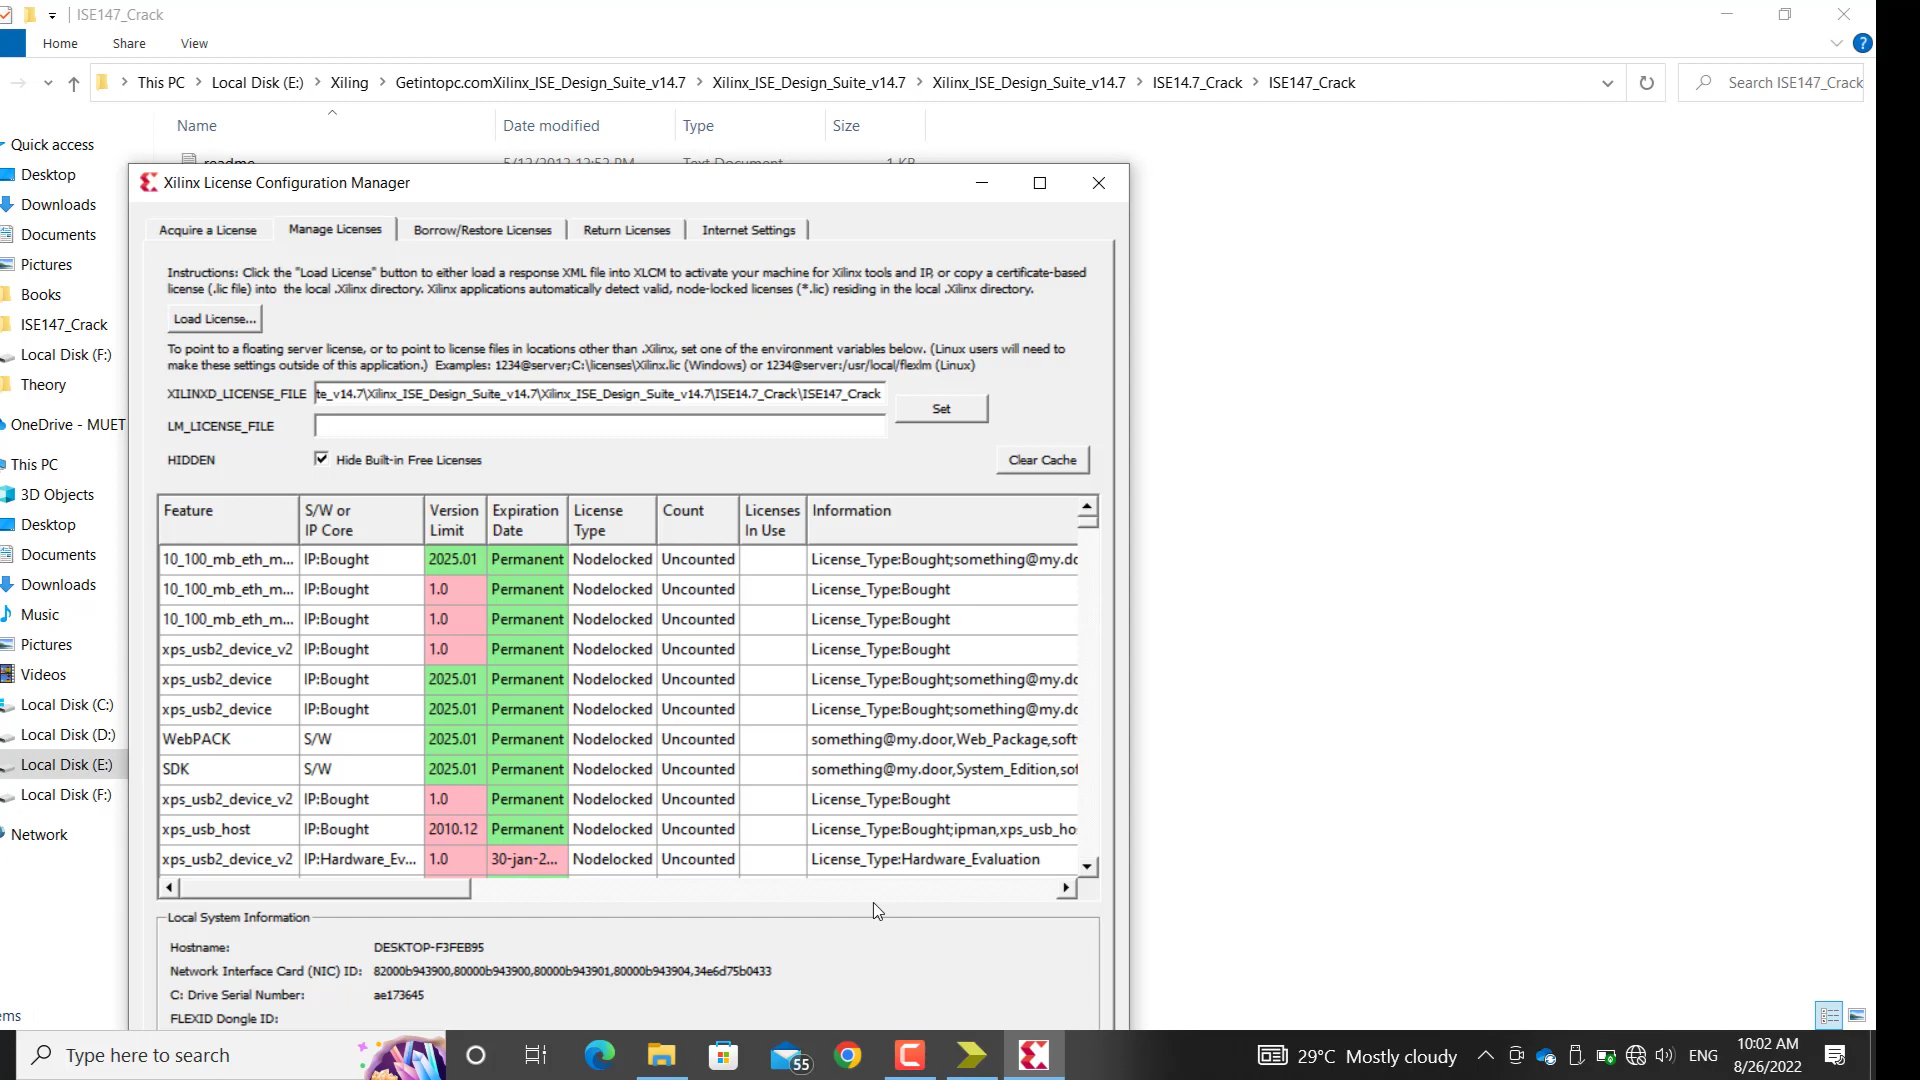 ISE147_Crack
Home Share View
This PC > Local Disk (E:) > Xiling > Getintopc.comXilinx_ISE_Design_Suite_v14.7 > Xilinx_ISE_Design_Suite_v14.7 > Xilinx_ISE_Design_Suite_v14.7 > ISE14.7_Crack > ISE147_Crack
Search ISE147_Crack
Name Date modified Type Size
readme 5/12/2012 12:52 PM Text Document 1 KB
Quick access
Desktop
Downloads
Documents
Pictures
Books
ISE147_Crack
Local Disk (F:)
Theory
OneDrive - MUET
This PC
3D Objects
Desktop
Documents
Downloads
Music
Pictures
Videos
Local Disk (C:)
Local Disk (D:)
Local Disk (E:)
Local Disk (F:)
Network
ems
Xilinx License Configuration Manager
Acquire a License Manage Licenses Borrow/Restore Licenses Return Licenses Internet Settings
Instructions: Click the "Load License" button to either load a response XML file into XLCM to activate your machine for Xilinx tools and IP, or copy a certificate-based
license (.lic file) into the local .Xilinx directory. Xilinx applications automatically detect valid, node-locked licenses (*.lic) residing in the local .Xilinx directory.
Load License...
To point to a floating server license, or to point to license files in locations other than .Xilinx, set one of the environment variables below. (Linux users will need to
make these settings outside of this application.) Examples: 1234@server;C:\licenses\Xilinx.lic (Windows) or 1234@server:/usr/local/flexlm (Linux)
XILINXD_LICENSE_FILE te_v14.7\Xilinx_ISE_Design_Suite_v14.7\Xilinx_ISE_Design_Suite_v14.7\ISE14.7_Crack\ISE147_Crack
Set
LM_LICENSE_FILE
HIDDEN Hide Built-in Free Licenses Clear Cache
Feature S/W or IP Core Version Limit Expiration Date License Type Count Licenses In Use Information
10_100_mb_eth_m... IP:Bought 2025.01 Permanent Nodelocked Uncounted License_Type:Bought;something@my.do
10_100_mb_eth_m... IP:Bought 1.0 Permanent Nodelocked Uncounted License_Type:Bought
10_100_mb_eth_m... IP:Bought 1.0 Permanent Nodelocked Uncounted License_Type:Bought
xps_usb2_device_v2 IP:Bought 1.0 Permanent Nodelocked Uncounted License_Type:Bought
xps_usb2_device IP:Bought 2025.01 Permanent Nodelocked Uncounted License_Type:Bought;something@my.do
xps_usb2_device IP:Bought 2025.01 Permanent Nodelocked Uncounted License_Type:Bought;something@my.do
WebPACK S/W 2025.01 Permanent Nodelocked Uncounted something@my.door,Web_Package,soft
SDK S/W 2025.01 Permanent Nodelocked Uncounted something@my.door,System_Edition,sof
xps_usb2_device_v2 IP:Bought 1.0 Permanent Nodelocked Uncounted License_Type:Bought
xps_usb_host IP:Bought 2010.12 Permanent Nodelocked Uncounted License_Type:Bought;ipman,xps_usb_ho
xps_usb2_device_v2 IP:Hardware_Ev... 1.0 30-jan-2... Nodelocked Uncounted License_Type:Hardware_Evaluation
Local System Information
Hostname: DESKTOP-F3FEB95
Network Interface Card (NIC) ID: 82000b943900,80000b943900,80000b943901,80000b943904,34e6d75b0433
C: Drive Serial Number: ae173645
FLEXID Dongle ID:
Type here to search
55
29°C Mostly cloudy
ENG
10:02 AM
8/26/2022